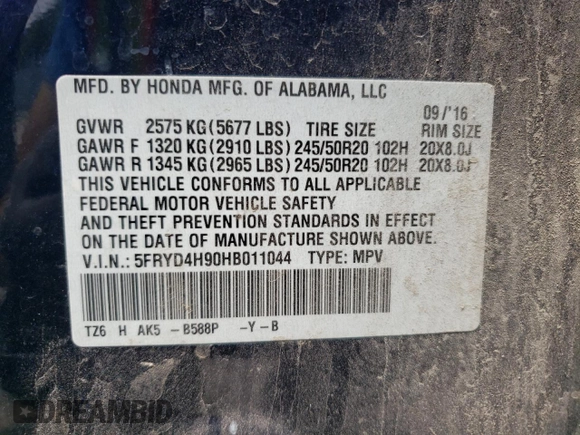 MFD. BY HONDA MFG. OF ALABAMA, LLC
09/'16
GVWR 2575 KG(5677 LBS) TIRE SIZE RIM SIZE
GAWR F 1320 KG(2910 LBS)245/50R20 102H 20X8.0J
GAWR R 1345 KG(2965 LBS)245/50R20 102H 20X8.0J
THIS VEHICLE CONFORMS TO ALL APPLICABLE
FEDERAL MOTOR VEHICLE SAFETY
AND THEFT PREVENTION STANDARDS IN EFFECT
ON THE DATE OF MANUFACTURE SHOWN ABOVE.
V.I.N.: 5FRYD4H90HB011044 TYPE: MPV
TZ6 H AK5 -B588P -Y-B
DREAMBID